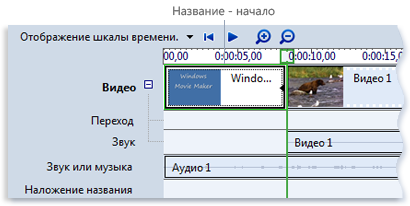 Название - начало
Отображение шкалы времени.
00,00 0:00:05,00 0:00:10,00 0:00:15,0
Видео Windows Movie Maker Windo... Видео 1
Переход
Звук Видео 1
Звук или музыка Аудио 1
Наложение названия